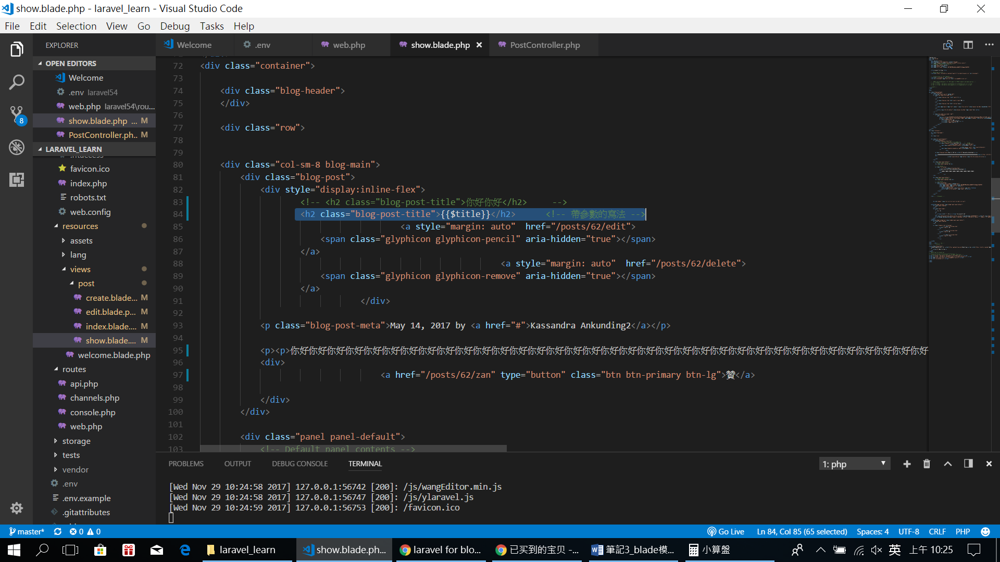 show.blade.php - laravel_learn - Visual Studio Code
File Edit Selection View Go Debug Tasks Help
EXPLORER
OPEN EDITORS
Welcome
.env laravel54
web.php laravel54\rou...
show.blade.php ... M
PostController.ph.. M
LARAVEL_LEARN
favicon.ico
index.php
robots.txt
web.config
resources
assets
lang
views
post
create.blade... M
edit.blade.p... M
index.blade.... M
show.blade.... M
welcome.blade.php
routes
api.php
channels.php
console.php
web.php
storage
tests
vendor
.env
.env.example
.gitattributes
8
Welcome .env web.php show.blade.php PostController.php
72 <div class="container">
73
74 <div class="blog-header">
75 </div>
76
77 <div class="row">
78
79
80 <div class="col-sm-8 blog-main">
81 <div class="blog-post">
82 <div style="display:inline-flex">
83 <!-- <h2 class="blog-post-title">你好你好</h2> -->
84 <h2 class="blog-post-title">{{$title}}</h2> <!-- 帶參數的寫法 -->
85 <a style="margin: auto" href="/posts/62/edit">
86 <span class="glyphicon glyphicon-pencil" aria-hidden="true"></span>
87 </a>
88 <a style="margin: auto" href="/posts/62/delete">
89 <span class="glyphicon glyphicon-remove" aria-hidden="true"></span>
90 </a>
91 </div>
92
93 <p class="blog-post-meta">May 14, 2017 by <a href="#">Kassandra Ankunding2</a></p>
94
95 <p><p>你好你好你好你好你好你好你好你好你好你好你好你好你好你好你好你好你好你好你好你好你好你好你好你好你好你好你好你好你好你好你好你好你好你好你好
96 <div>
97 <a href="/posts/62/zan" type="button" class="btn btn-primary btn-lg">贊</a>
98
99 </div>
100 </div>
101
102 <div class="panel panel-default">
103 <!-- Default panel contents -->
PROBLEMS OUTPUT DEBUG CONSOLE TERMINAL 1: php
[Wed Nov 29 10:24:58 2017] 127.0.0.1:56742 [200]: /js/wangEditor.min.js
[Wed Nov 29 10:24:58 2017] 127.0.0.1:56747 [200]: /js/ylaravel.js
[Wed Nov 29 10:24:59 2017] 127.0.0.1:56753 [200]: /favicon.ico
master* 0 0 Go Live Ln 84, Col 85 (65 selected) Spaces: 4 UTF-8 CRLF PHP
laravel_learn show.blade.ph... laravel for blo... 已买到的宝贝 -... 筆記3_blade模... 小算盤 英 上午 10:25